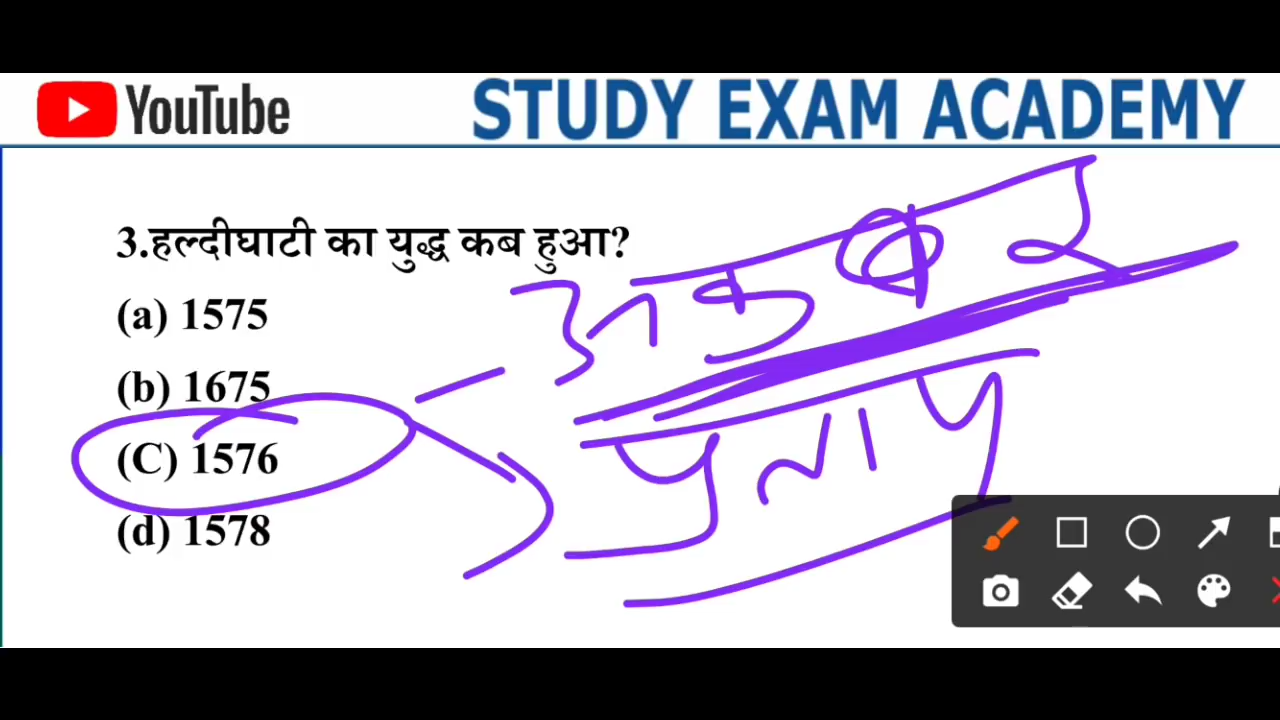 YouTube STUDY EXAM ACADEMY
3.हल्दीघाटी का युद्ध कब हुआ?
(a) 1575
(b) 1675
(C) 1576
(d) 1578
अकबर
प्रताप